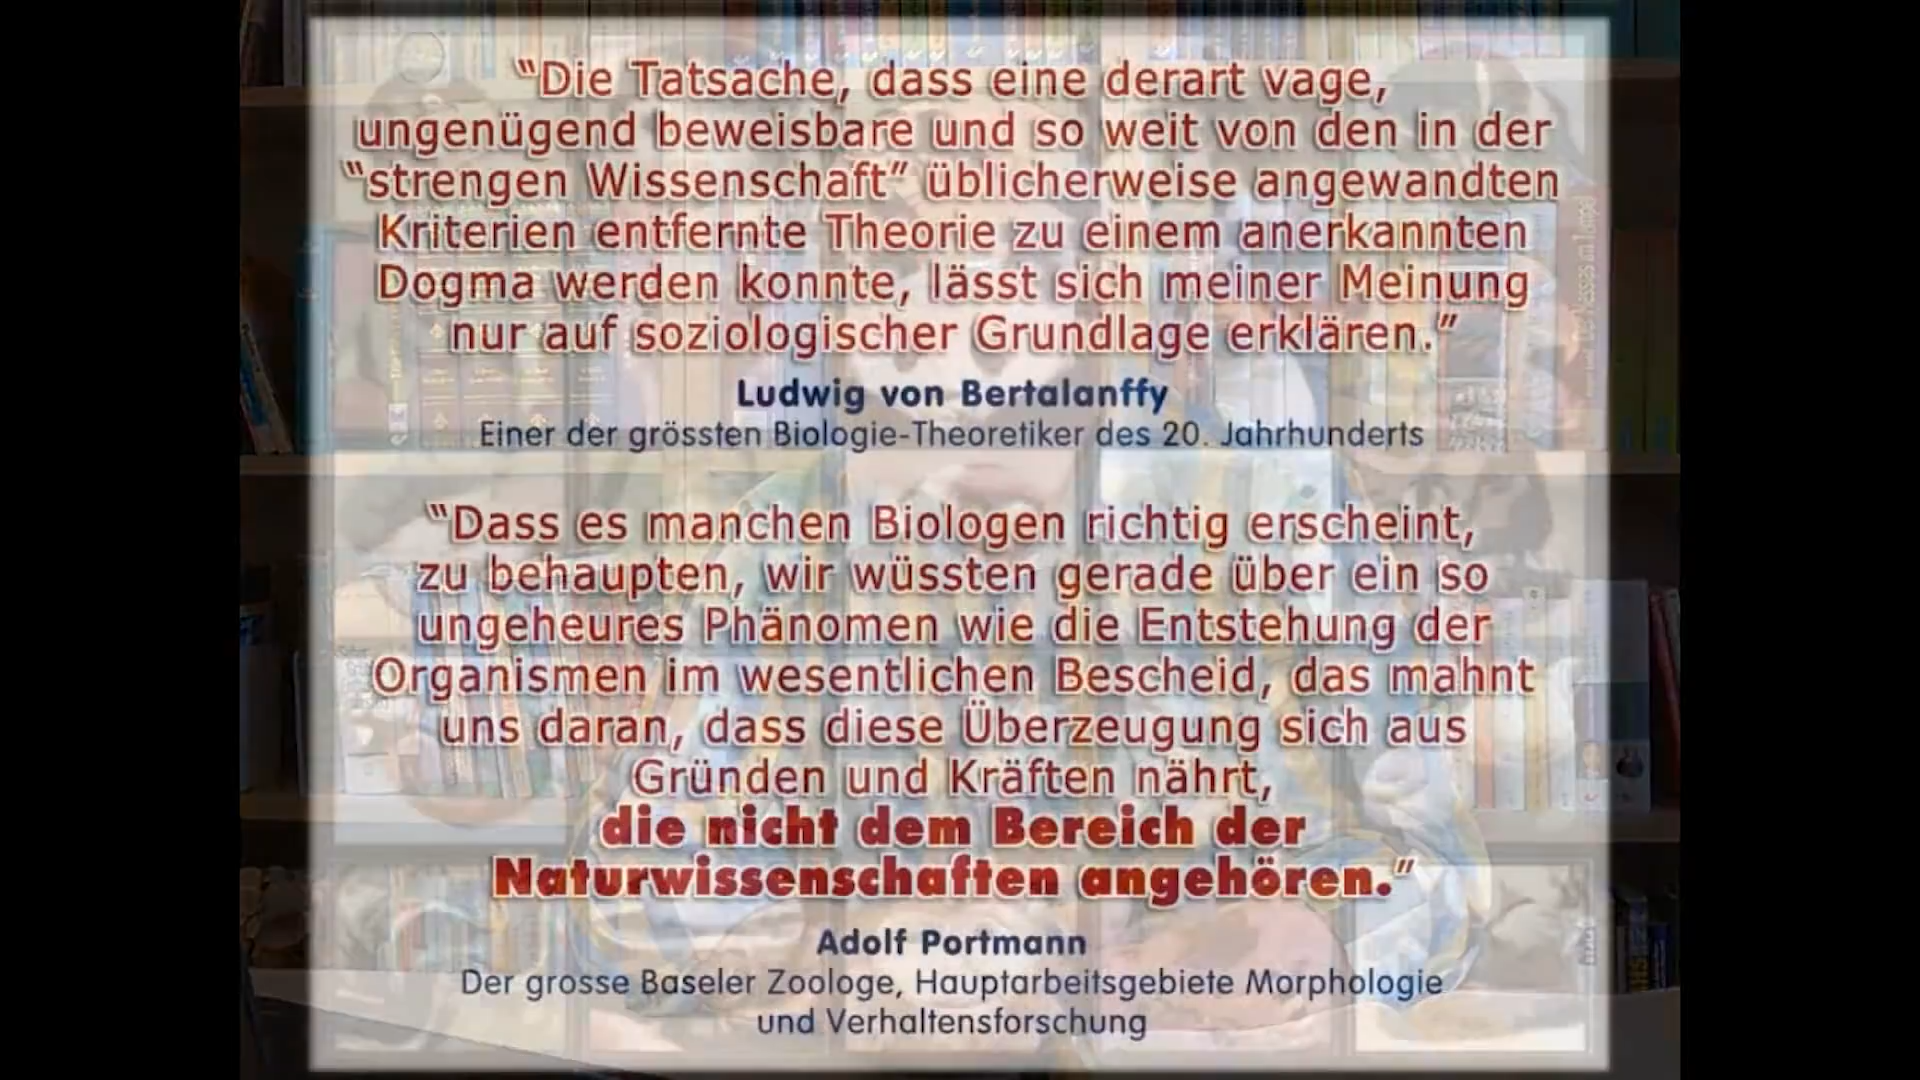 “Die Tatsache, dass eine derart vage,
ungenügend beweisbare und so weit von den in der
“strengen Wissenschaft” üblicherweise angewandten
Kriterien entfernte Theorie zu einem anerkannten
Dogma werden konnte, lässt sich meiner Meinung
nur auf soziologischer Grundlage erklären.”
Ludwig von Bertalanffy
Einer der grössten Biologie-Theoretiker des 20. Jahrhunderts
“Dass es manchen Biologen richtig erscheint,
zu behaupten, wir wüssten gerade über ein so
ungeheures Phänomen wie die Entstehung der
Organismen im wesentlichen Bescheid, das mahnt
uns daran, dass diese Überzeugung sich aus
Gründen und Kräften nährt,
die nicht dem Bereich der
Naturwissenschaften angehören.”
Adolf Portmann
Der grosse Baseler Zoologe, Hauptarbeitsgebiete Morphologie
und Verhaltensforschung